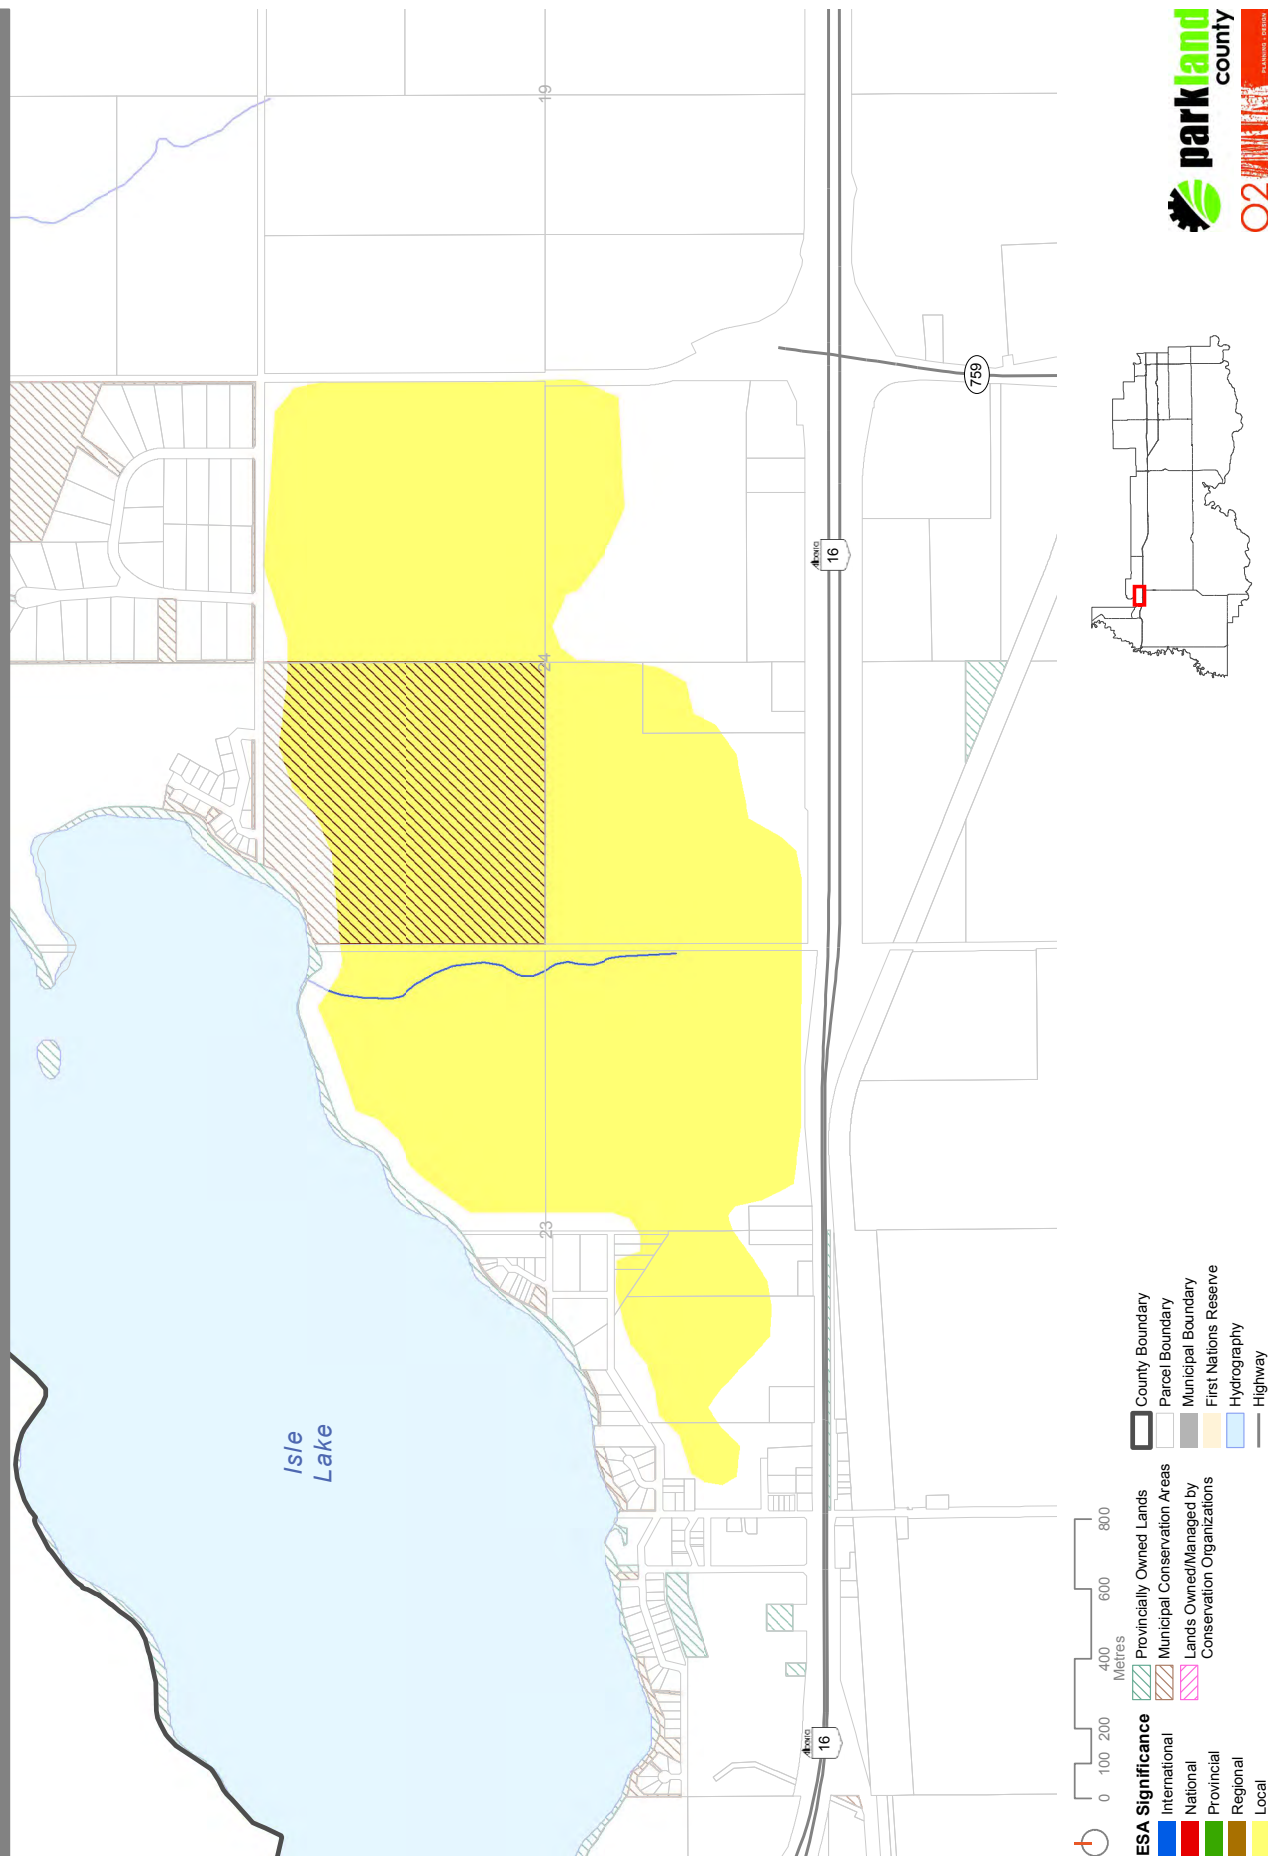 Isle
Lake
23
24
19
16
16
759
0 100 200 400 600 800
Metres
ESA Significance
International
National
Provincial
Regional
Local
Provincially Owned Lands
Municipal Conservation Areas
Lands Owned/Managed by
Conservation Organizations
County Boundary
Parcel Boundary
Municipal Boundary
First Nations Reserve
Hydrography
Highway
parkland
county
O2
PLANNING + DESIGN